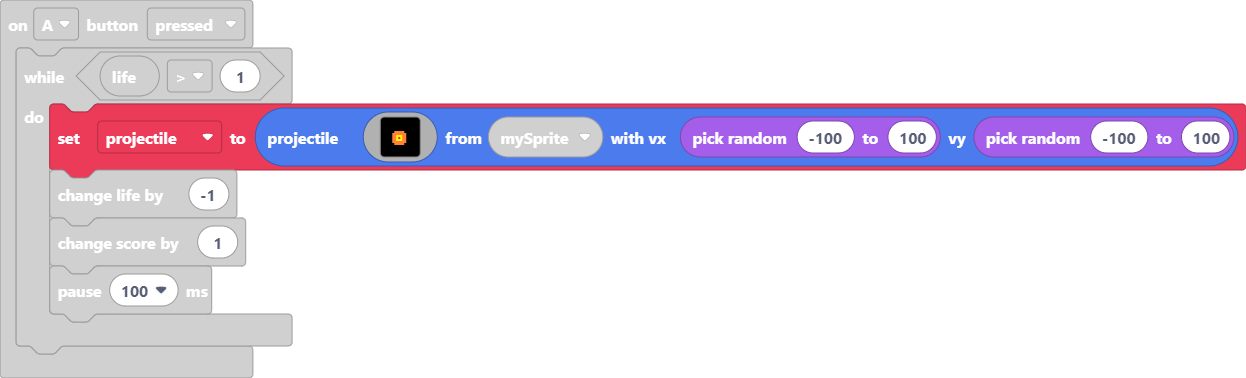 on A button pressed
while life > 1
do
set projectile to projectile from mySprite with vx pick random -100 to 100 vy pick random -100 to 100
change life by -1
change score by 1
pause 100 ms